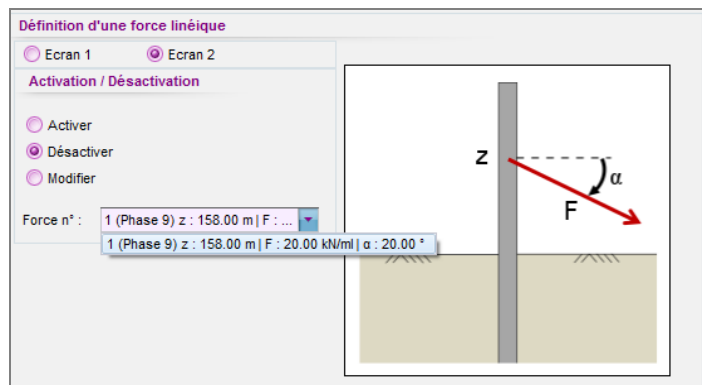 Définition d'une force linéique
Ecran 1 Ecran 2
Activation / Désactivation
Activer
Désactiver
Modifier
Force n° : 1 (Phase 9) z : 158.00 m | F : ...
1 (Phase 9) z : 158.00 m | F : 20.00 kN/ml | α : 20.00 °
z
α
F